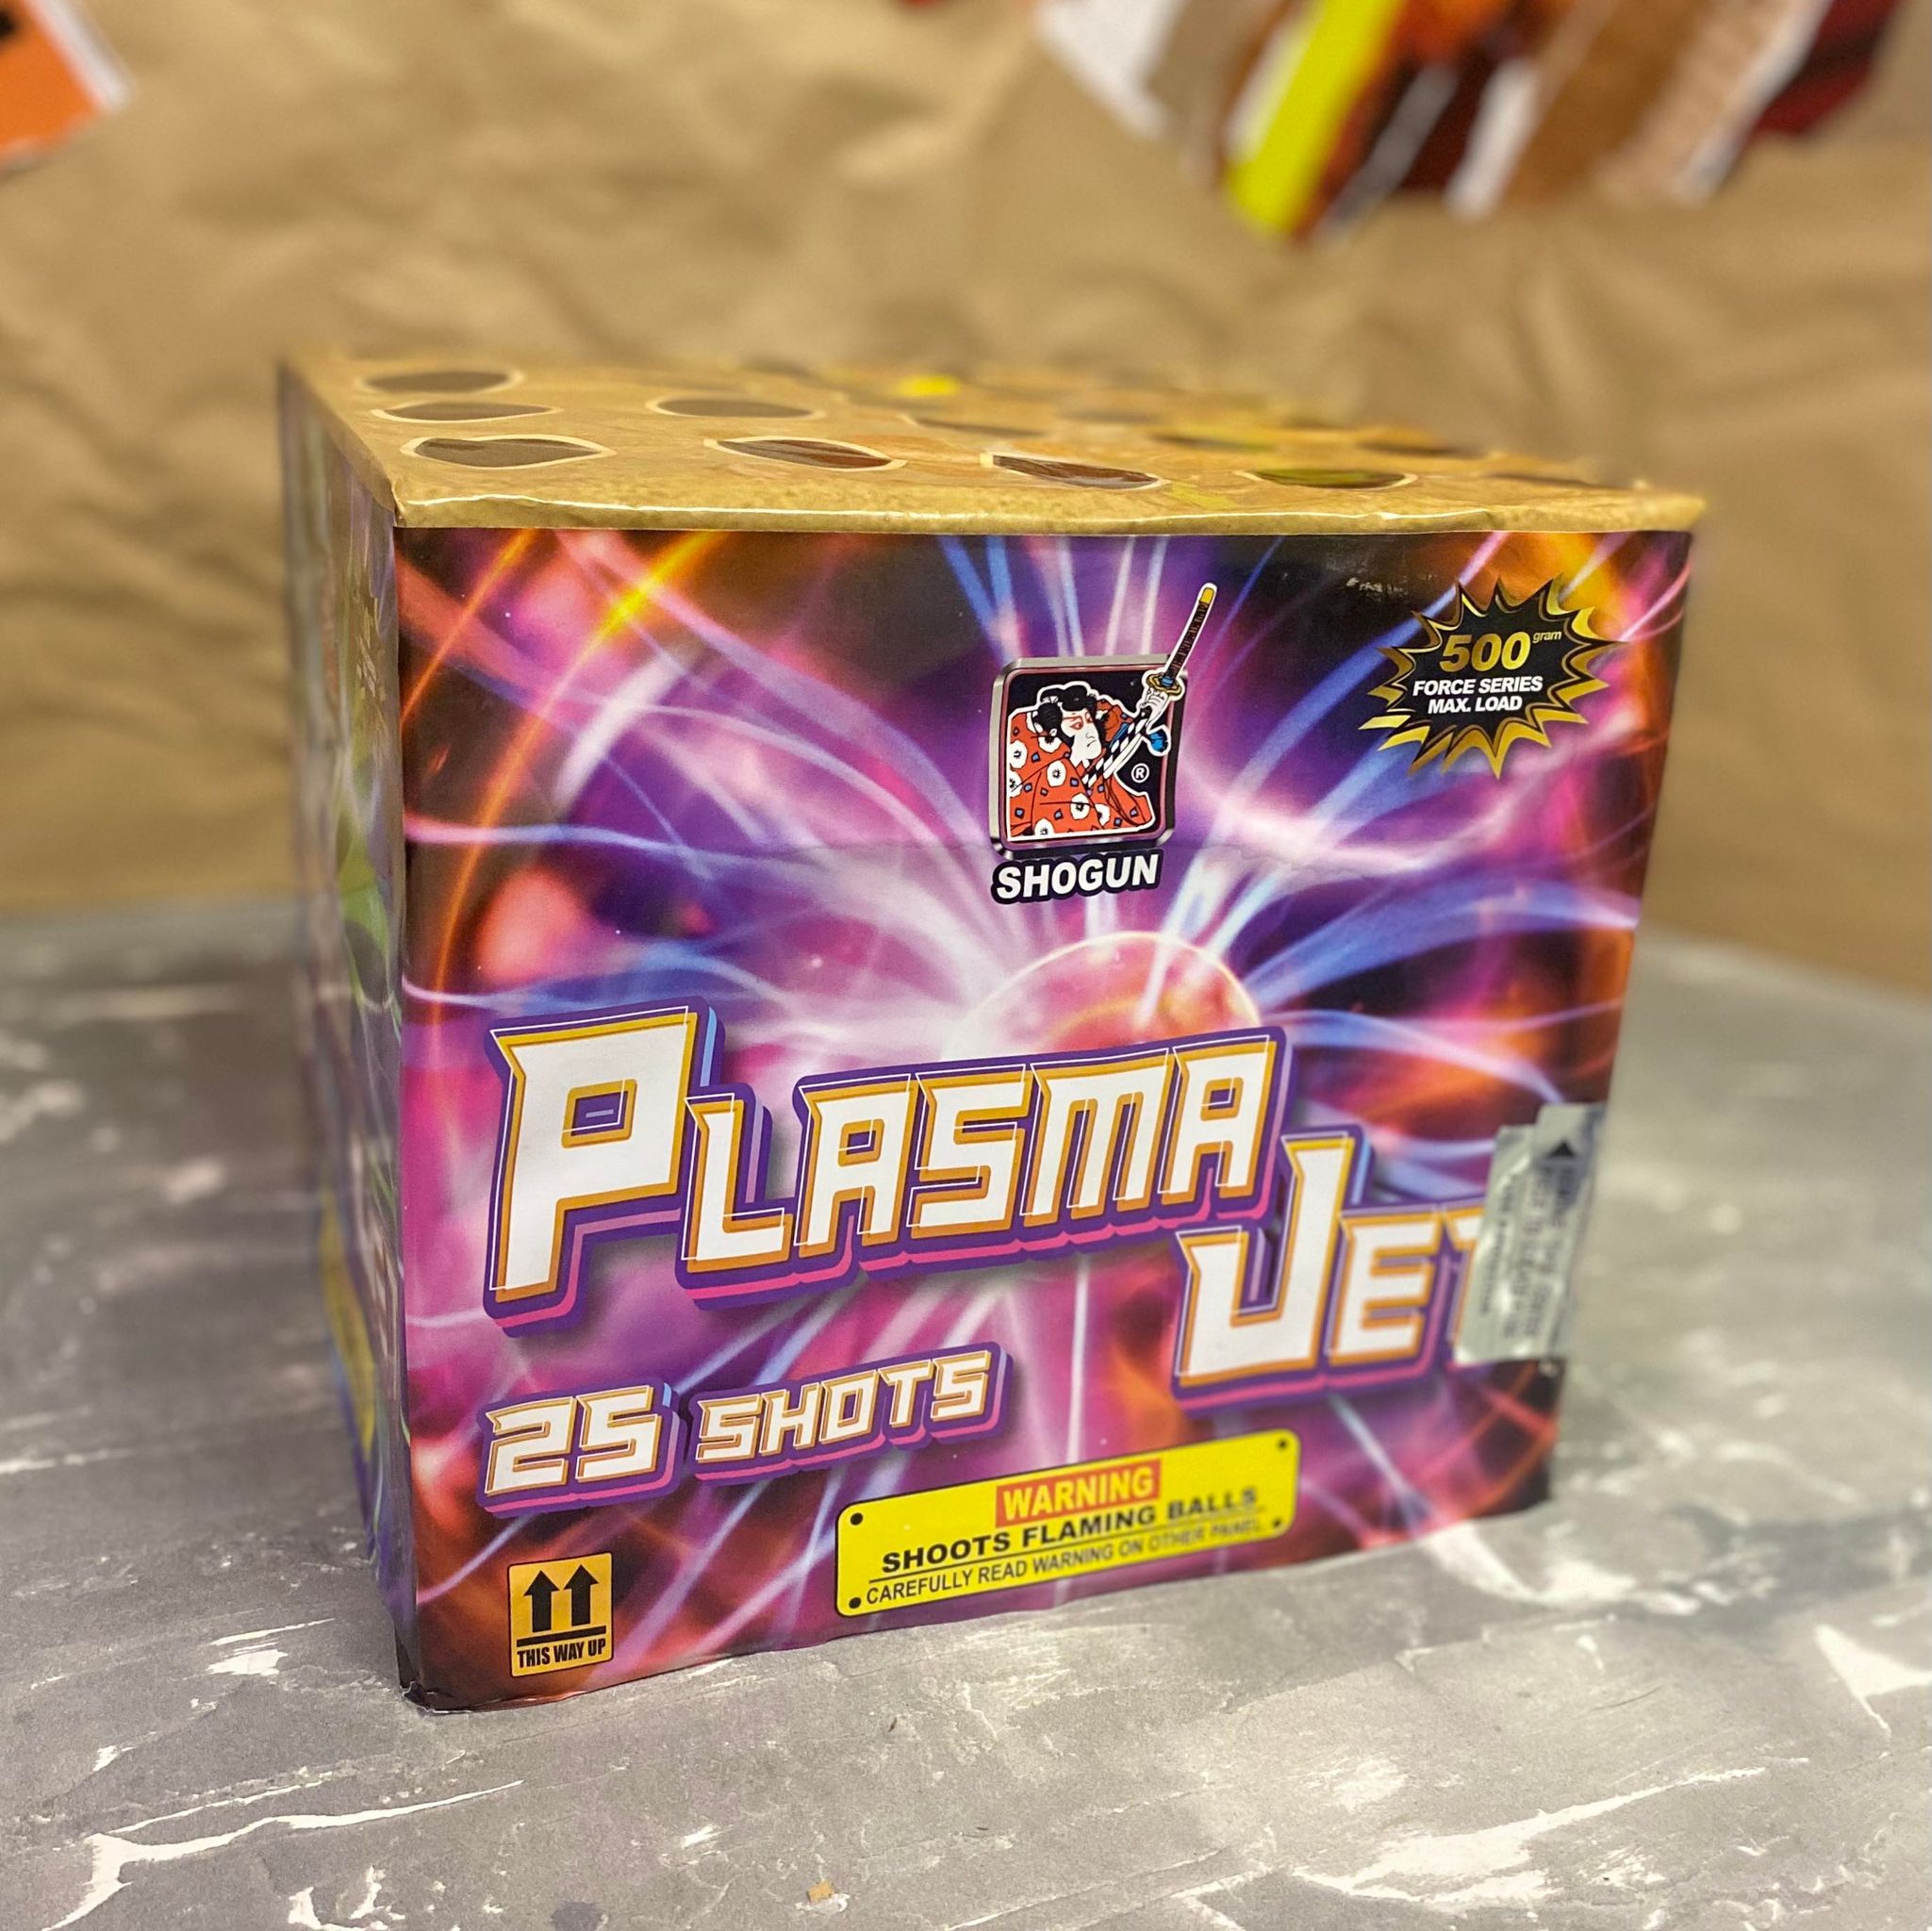 500 gram
FORCE SERIES
MAX. LOAD
®
SHOGUN
PLASMA
JET
25 SHOTS
WARNING
SHOOTS FLAMING BALLS
CAREFULLY READ WARNING ON OTHER PANEL.
THIS WAY UP